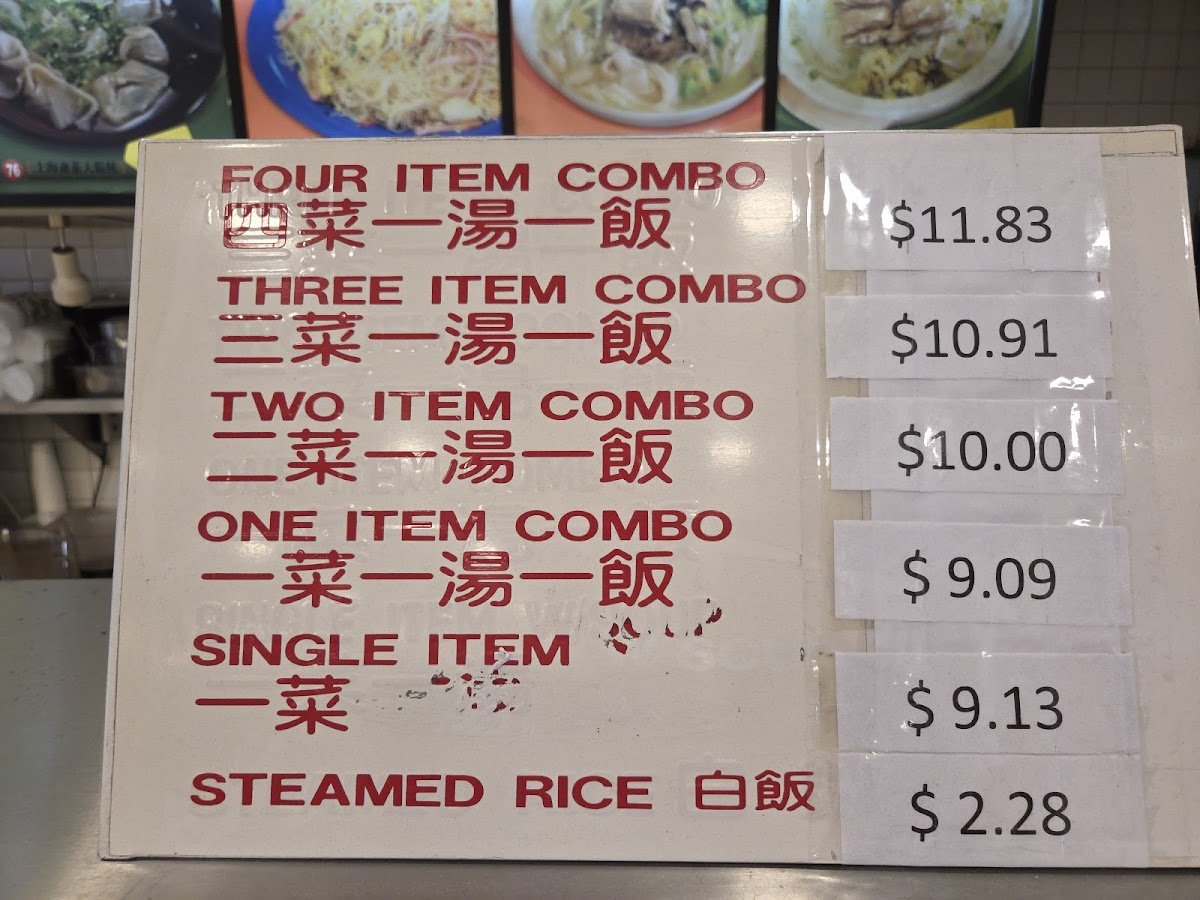 FOUR ITEM COMBO
四菜一湯一飯
$11.83
THREE ITEM COMBO
三菜一湯一飯
$10.91
TWO ITEM COMBO
二菜一湯一飯
$10.00
ONE ITEM COMBO
一菜一湯一飯
$ 9.09
SINGLE ITEM
一菜
$ 9.13
STEAMED RICE 白飯
$ 2.28
76